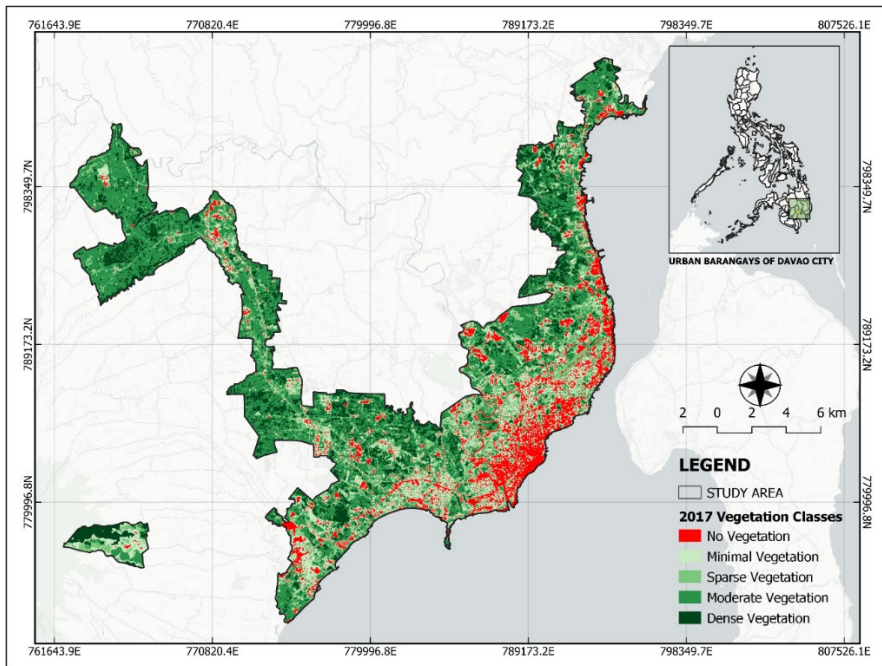 761643.9E 770820.4E 779996.8E 789173.2E 798349.7E 807526.1E
798349.7N 798349.7N
789173.2N 789173.2N
779996.8N 779996.8N
URBAN BARANGAYS OF DAVAO CITY
2 0 2 4 6 km
LEGEND
STUDY AREA
2017 Vegetation Classes
No Vegetation
Minimal Vegetation
Sparse Vegetation
Moderate Vegetation
Dense Vegetation
761643.9E 770820.4E 779996.8E 789173.2E 798349.7E 807526.1E